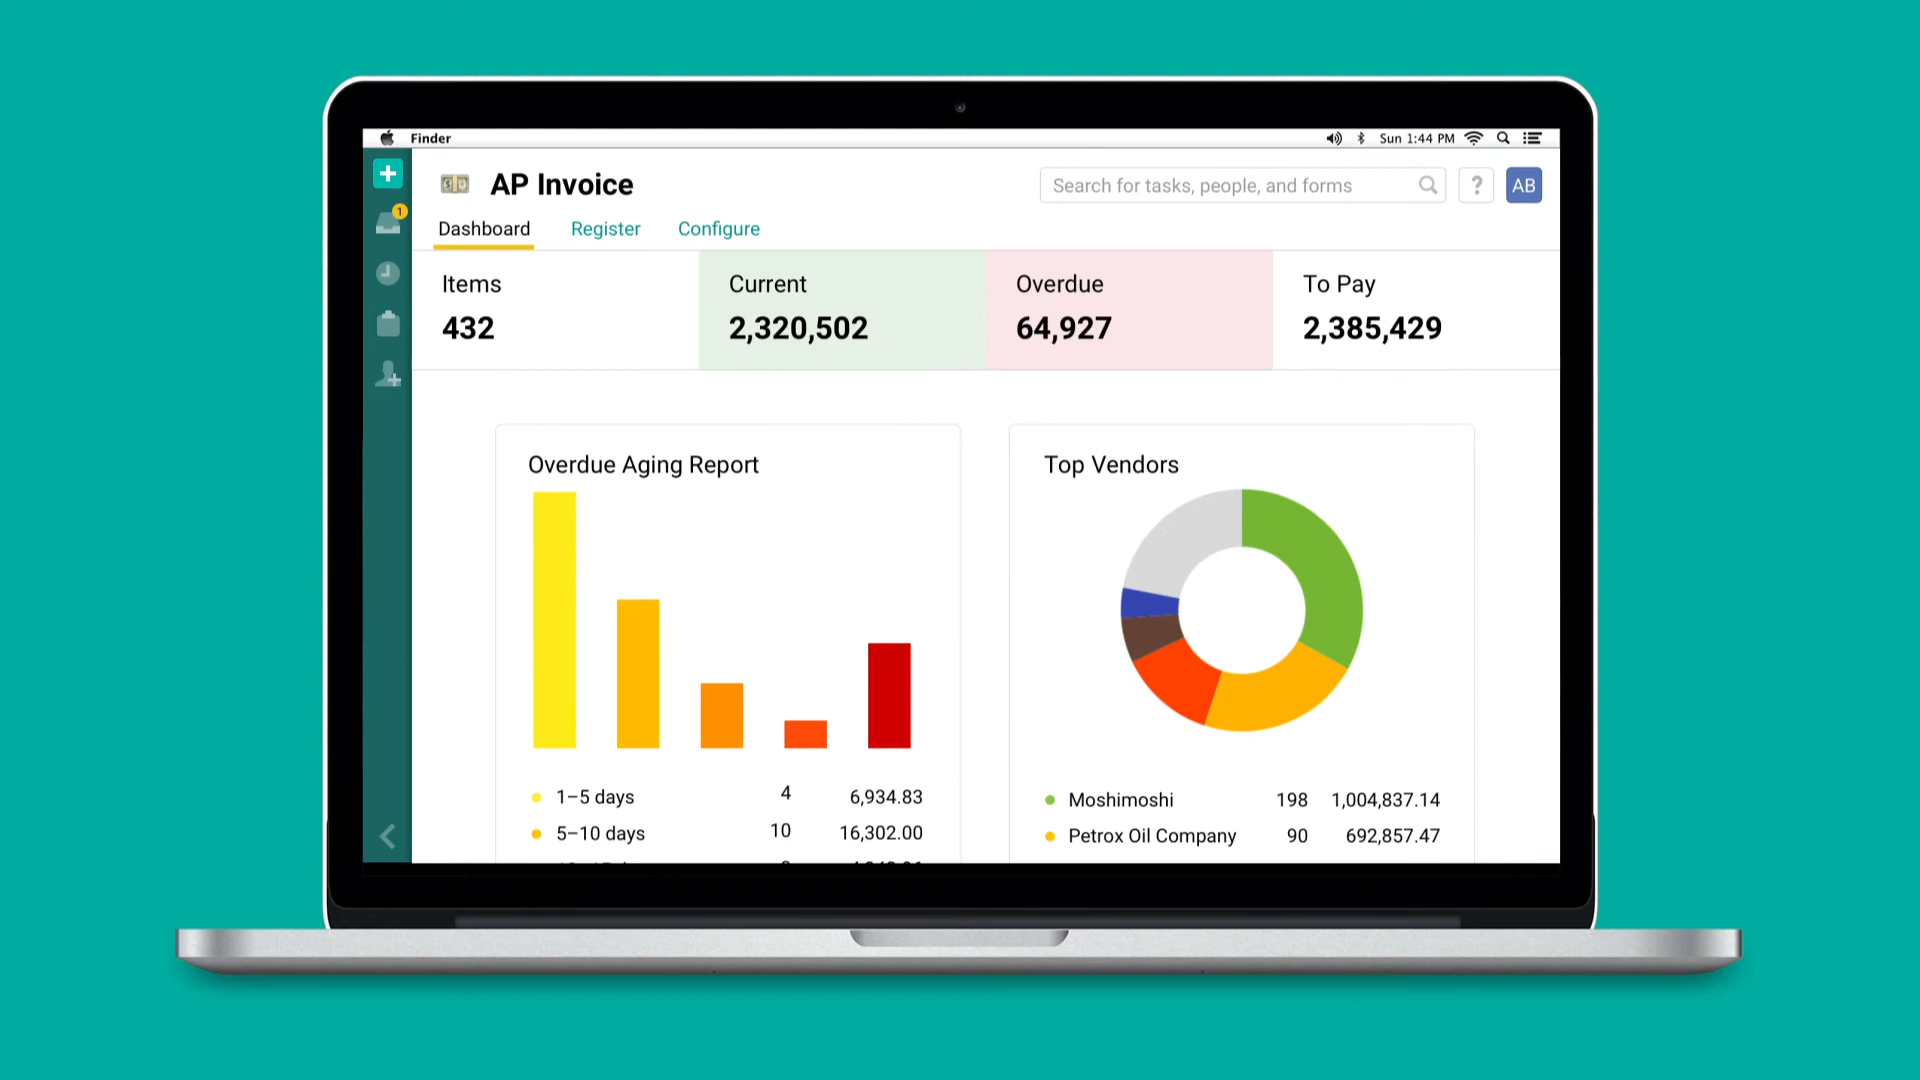 Finder
Sun 1:44 PM
AP Invoice
Search for tasks, people, and forms
?
AB
1
Dashboard Register Configure
Items Current Overdue To Pay
432 2,320,502 64,927 2,385,429
Overdue Aging Report
1–5 days 4 6,934.83
5–10 days 10 16,302.00
Top Vendors
Moshimoshi 198 1,004,837.14
Petrox Oil Company 90 692,857.47